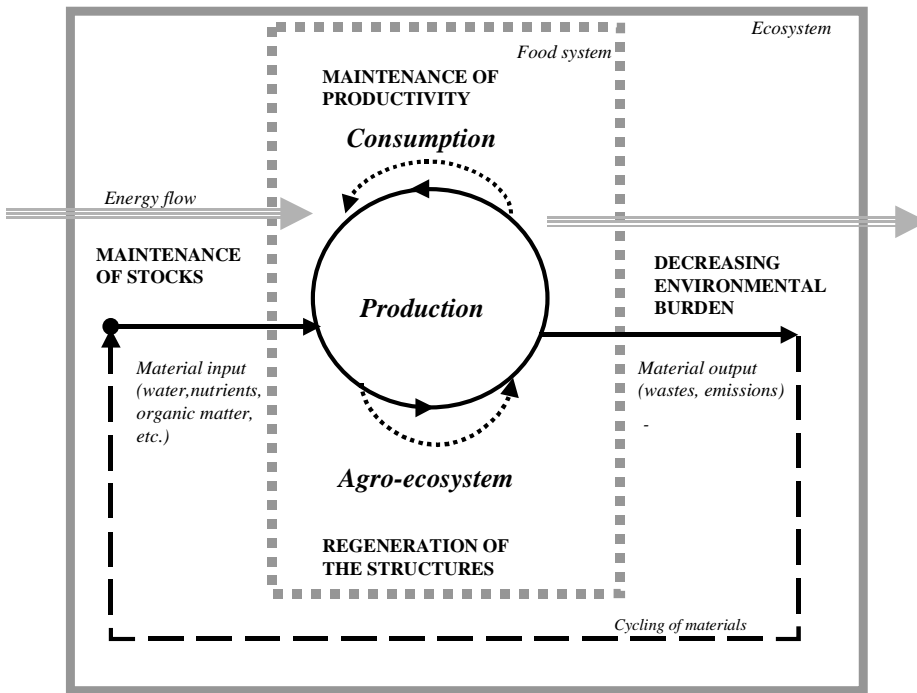 Ecosystem
Food system
MAINTENANCE OF
PRODUCTIVITY
Consumption
Energy flow
MAINTENANCE
OF STOCKS
DECREASING
ENVIRONMENTAL
BURDEN
Production
Material input
(water,nutrients,
organic matter,
etc.)
Material output
(wastes, emissions)
-
Agro-ecosystem
REGENERATION OF
THE STRUCTURES
Cycling of materials